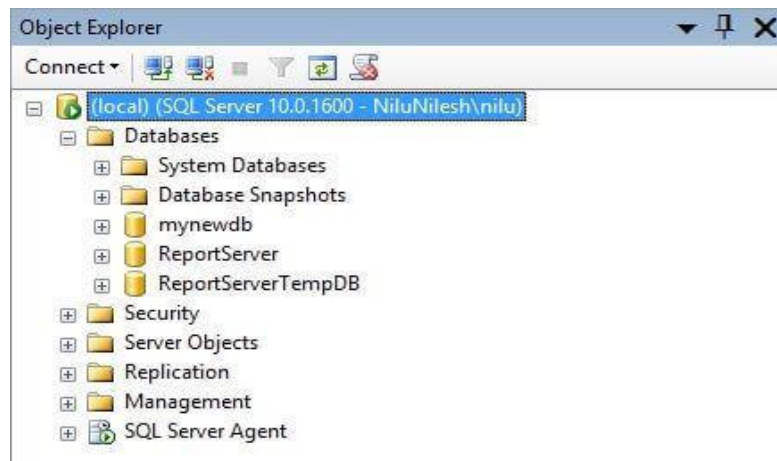 Object Explorer
Connect
(local) (SQL Server 10.0.1600 - NiluNilesh\nilu)
Databases
System Databases
Database Snapshots
mynewdb
ReportServer
ReportServerTempDB
Security
Server Objects
Replication
Management
SQL Server Agent